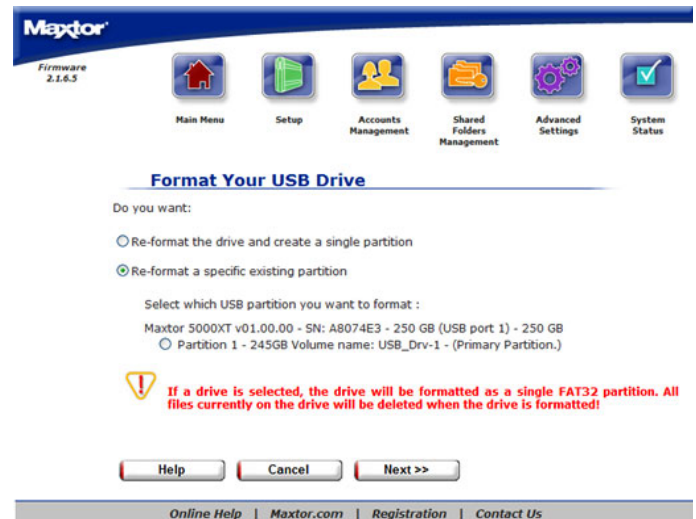 Maxtor
Firmware
2.1.6.5
Main Menu
Setup
Accounts
Management
Shared
Folders
Management
Advanced
Settings
System
Status
Format Your USB Drive
Do you want:
Re-format the drive and create a single partition
Re-format a specific existing partition
Select which USB partition you want to format :
Maxtor 5000XT v01.00.00 - SN: A8074E3 - 250 GB (USB port 1) - 250 GB
Partition 1 - 245GB Volume name: USB_Drv-1 - (Primary Partition.)
If a drive is selected, the drive will be formatted as a single FAT32 partition. All
files currently on the drive will be deleted when the drive is formatted!
Help
Cancel
Next >>
Online Help | Maxtor.com | Registration | Contact Us